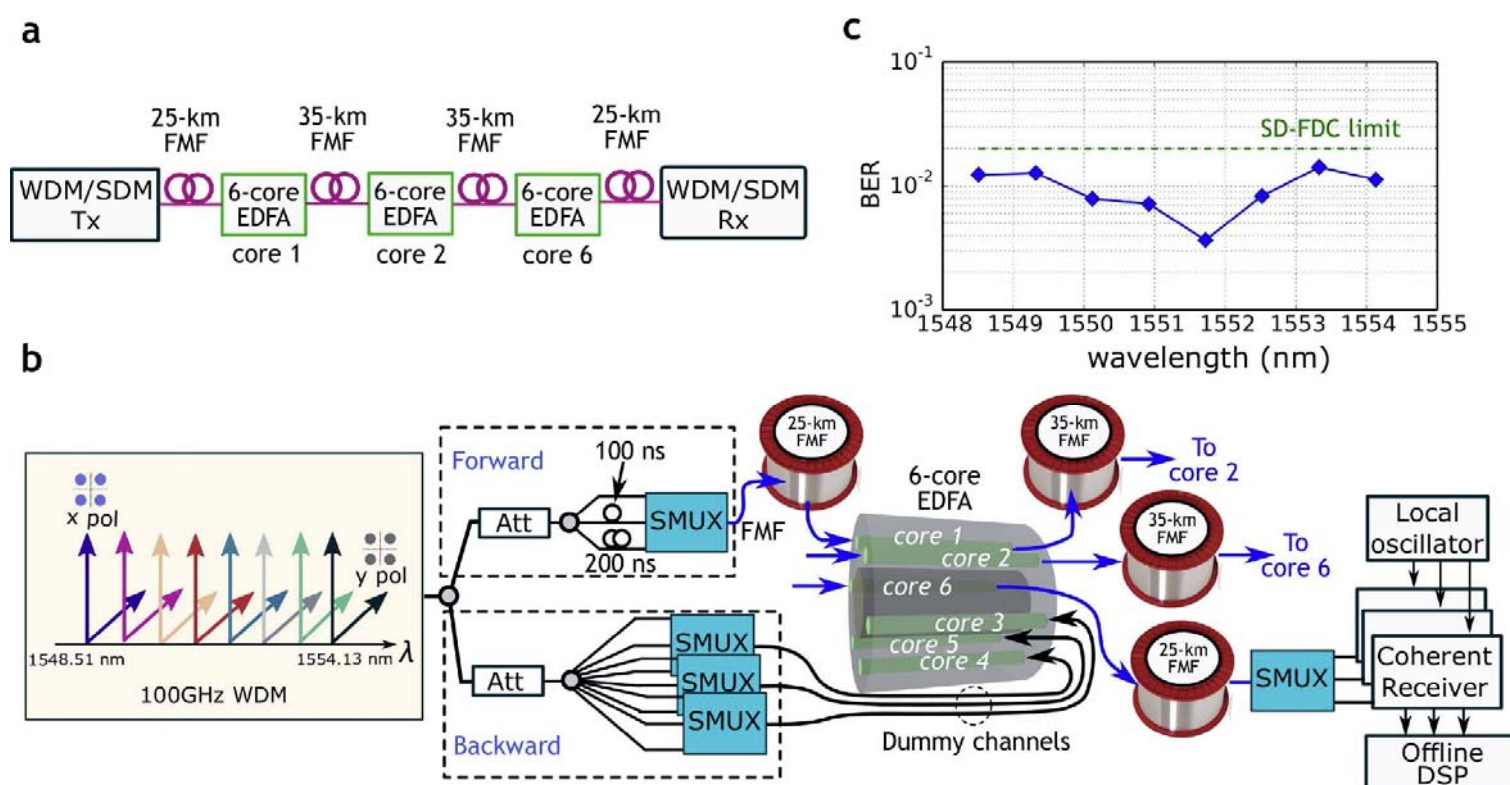 a
25-km
FMF
35-km
FMF
35-km
FMF
25-km
FMF
WDM/SDM
Tx
6-core
EDFA
6-core
EDFA
6-core
EDFA
WDM/SDM
Rx
core 1
core 2
core 6
c
10-1
10-2
10-3
BER
SD-FDC limit
1548 1549 1550 1551 1552 1553 1554 1555
wavelength (nm)
b
x pol
y pol
1548.51 nm
1554.13 nm λ
100GHz WDM
Forward
100 ns
Att
200 ns
SMUX
FMF
25-km
FMF
6-core
EDFA
core 1
core 2
core 6
core 3
core 5
core 4
35-km
FMF
To
core 2
35-km
FMF
To
core 6
25-km
FMF
Att
SMUX
SMUX
SMUX
Backward
Dummy channels
SMUX
Local
oscillator
Coherent
Receiver
Offline
DSP